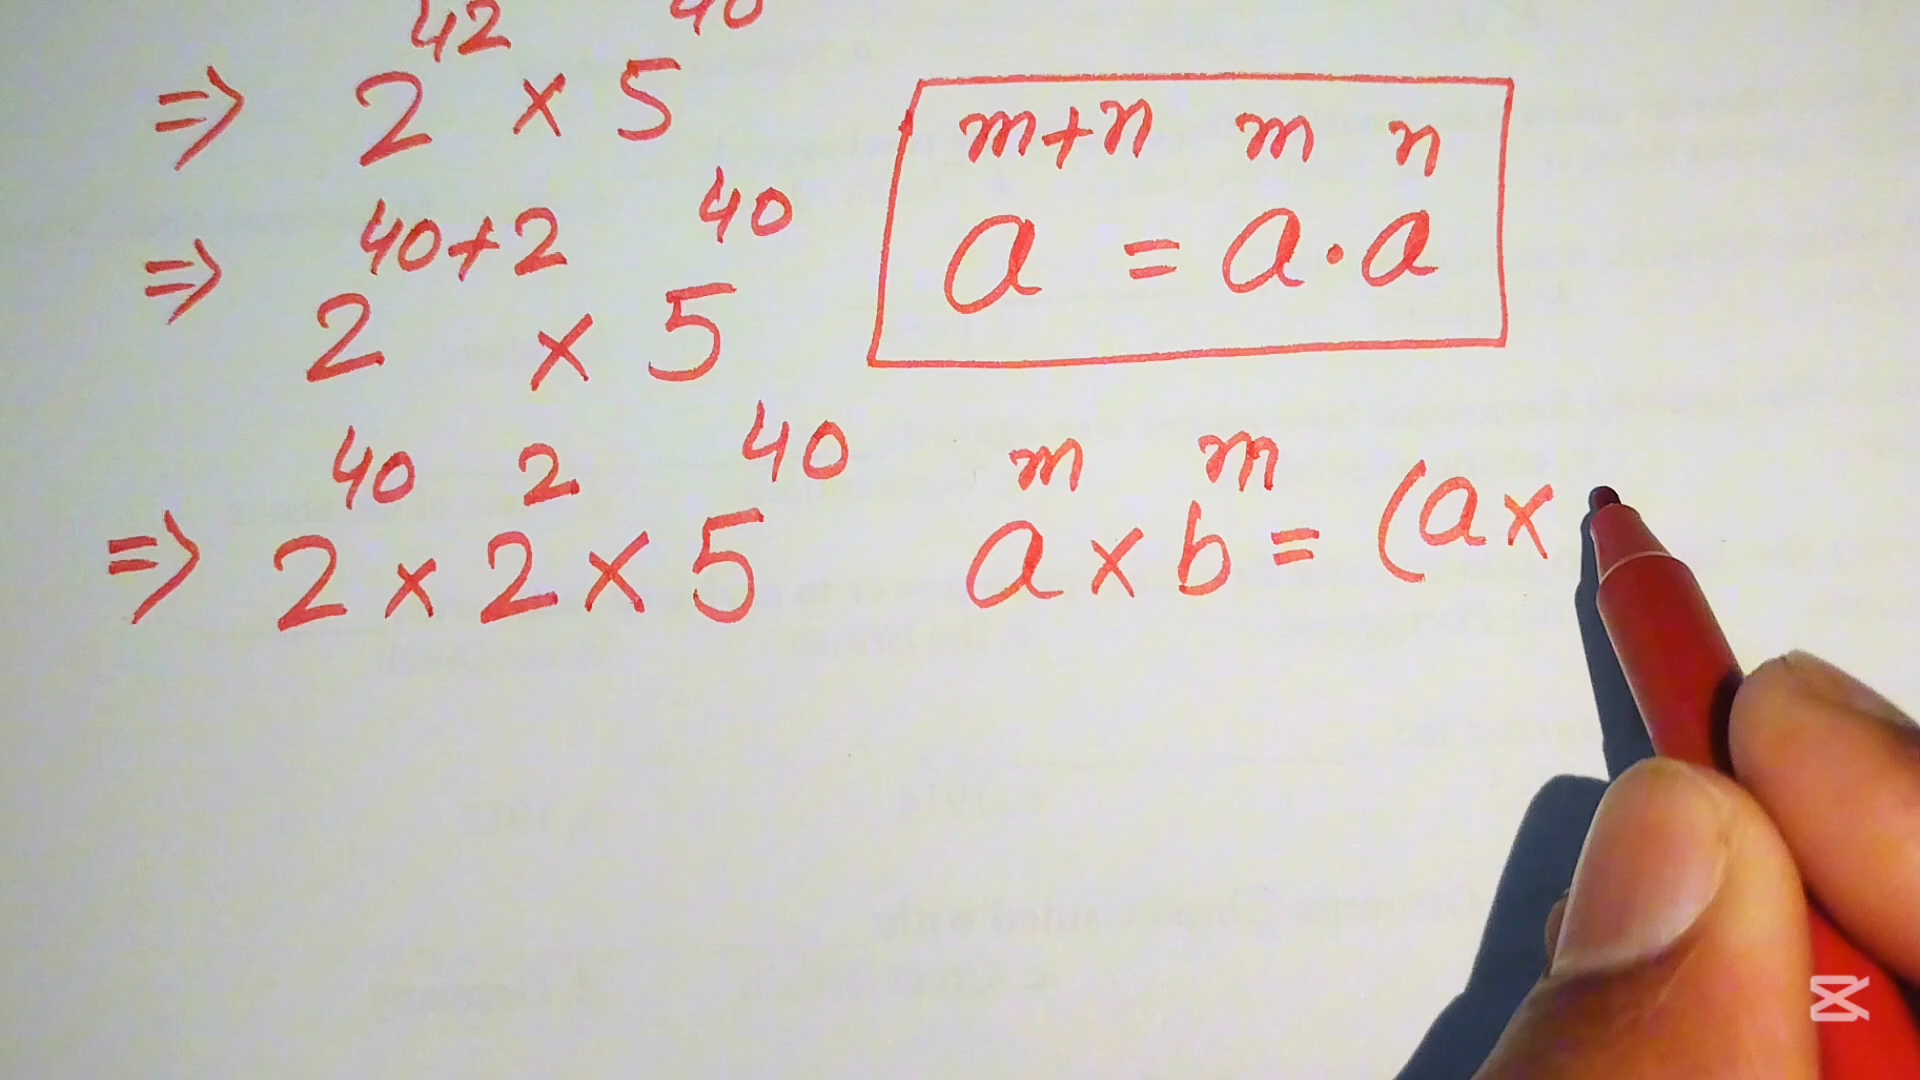 => 2^42 × 5^40
=> 2^(40+2) × 5^40
=> 2^40 × 2^2 × 5^40
a^(m+n) = a^m · a^n
a^m × b^m = (a ×